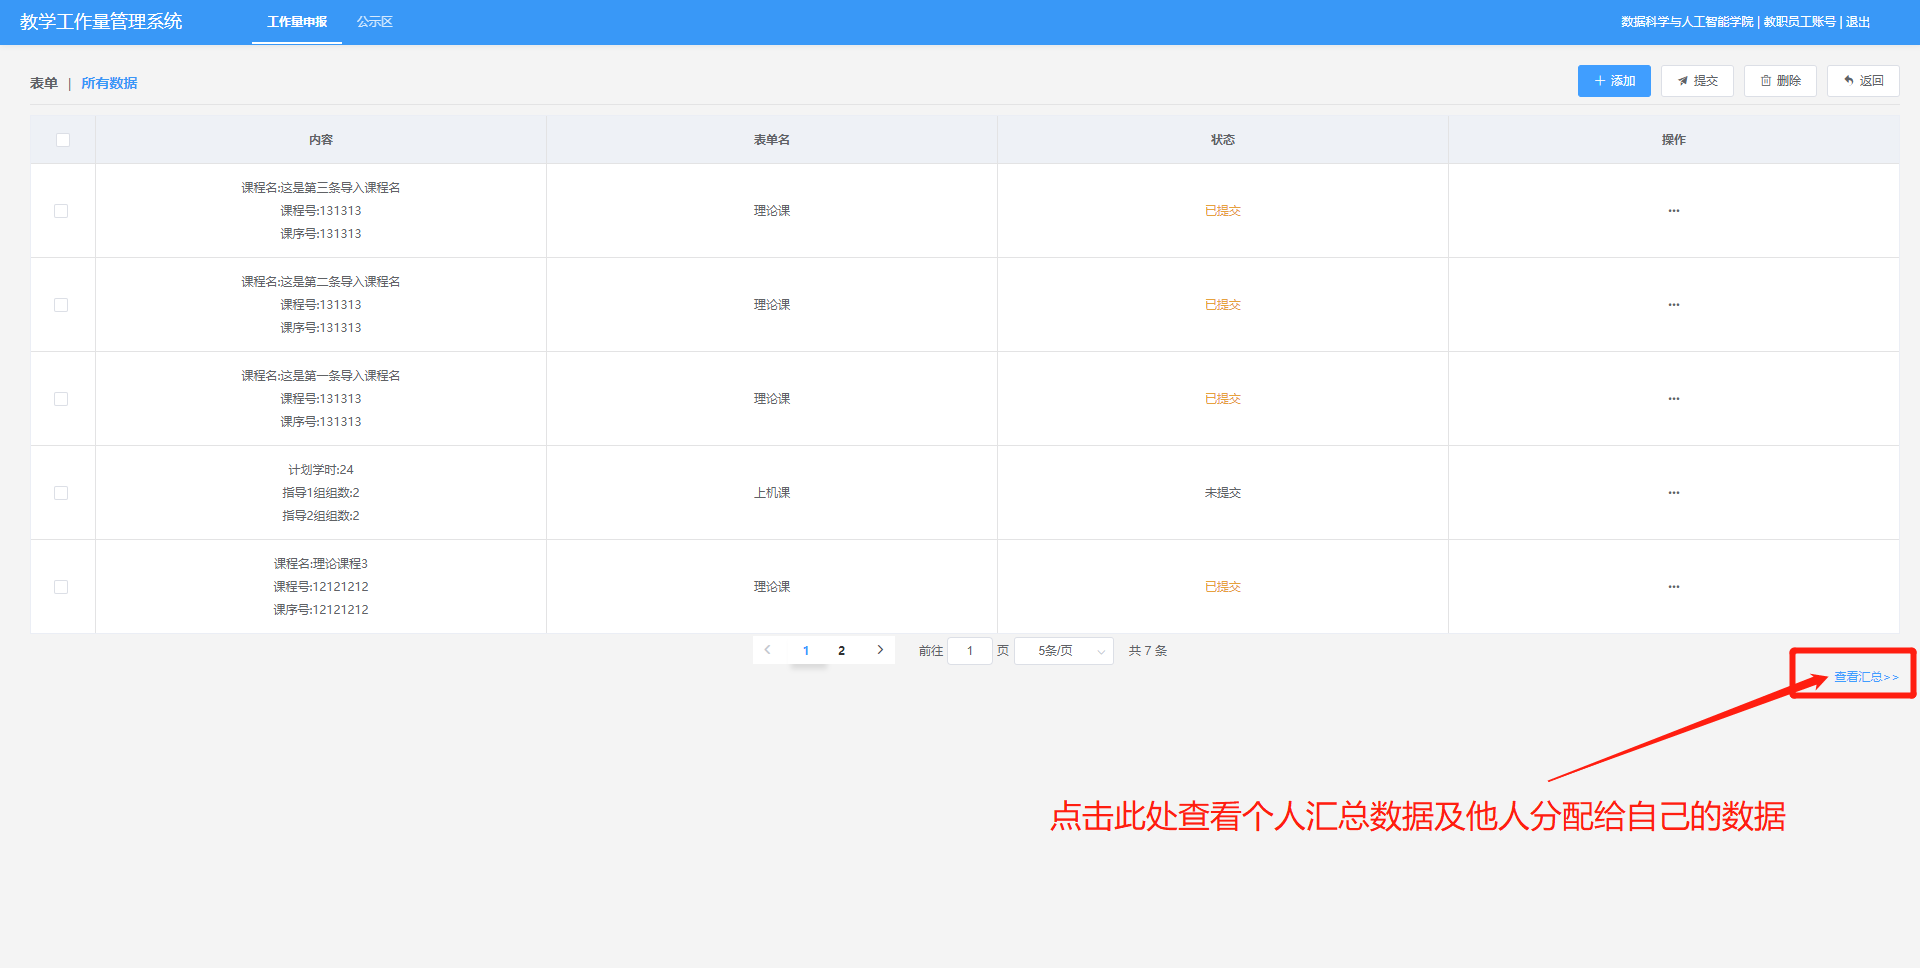 教学工作量管理系统 工作量申报 公示区 数据科学与人工智能学院 | 教职员工账号 | 退出
表单 | 所有数据 添加 提交 删除 返回
内容 表单名 状态 操作
课程名:这是第三条导入课程名
课程号:131313 理论课 已提交 ...
课序号:131313
课程名:这是第二条导入课程名
课程号:131313 理论课 已提交 ...
课序号:131313
课程名:这是第一条导入课程名
课程号:131313 理论课 已提交 ...
课序号:131313
计划学时:24
指导1组组数:2 上机课 未提交 ...
指导2组组数:2
课程名:理论课程3
课程号:12121212 理论课 已提交 ...
课序号:12121212
1 2 前往 1 页 5条/页 共 7 条
查看汇总>>
点击此处查看个人汇总数据及他人分配给自己的数据